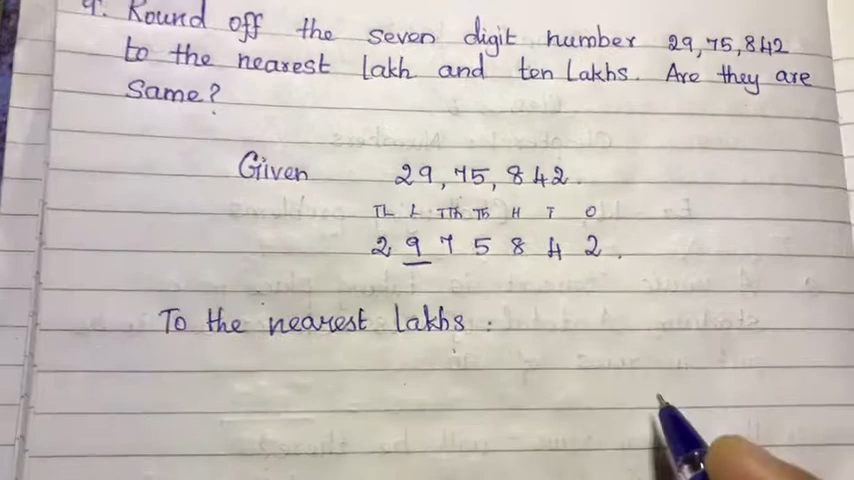 9. Round off the seven digit number 29,75,842
to the nearest lakh and ten Lakhs. Are they are
same?
Given 29,75,842.
TL L TTh Th H T O
2 9 7 5 8 4 2.
To the nearest lakhs :